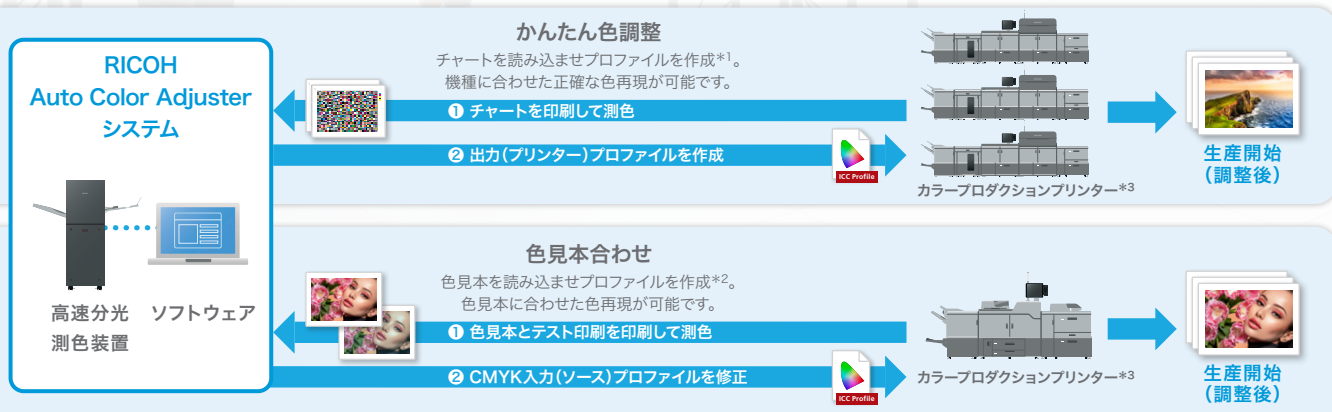 RICOH
Auto Color Adjuster
システム
高速分光
測色装置
ソフトウェア
かんたん色調整
チャートを読み込ませプロファイルを作成*1。
機種に合わせた正確な色再現が可能です。
❶ チャートを印刷して測色
❷ 出力(プリンター)プロファイルを作成
ICC Profile
カラープロダクションプリンター*3
生産開始
(調整後)
色見本合わせ
色見本を読み込ませプロファイルを作成*2。
色見本に合わせた色再現が可能です。
❶ 色見本とテスト印刷を印刷して測色
❷ CMYK入力(ソース)プロファイルを修正
ICC Profile
カラープロダクションプリンター*3
生産開始
(調整後)